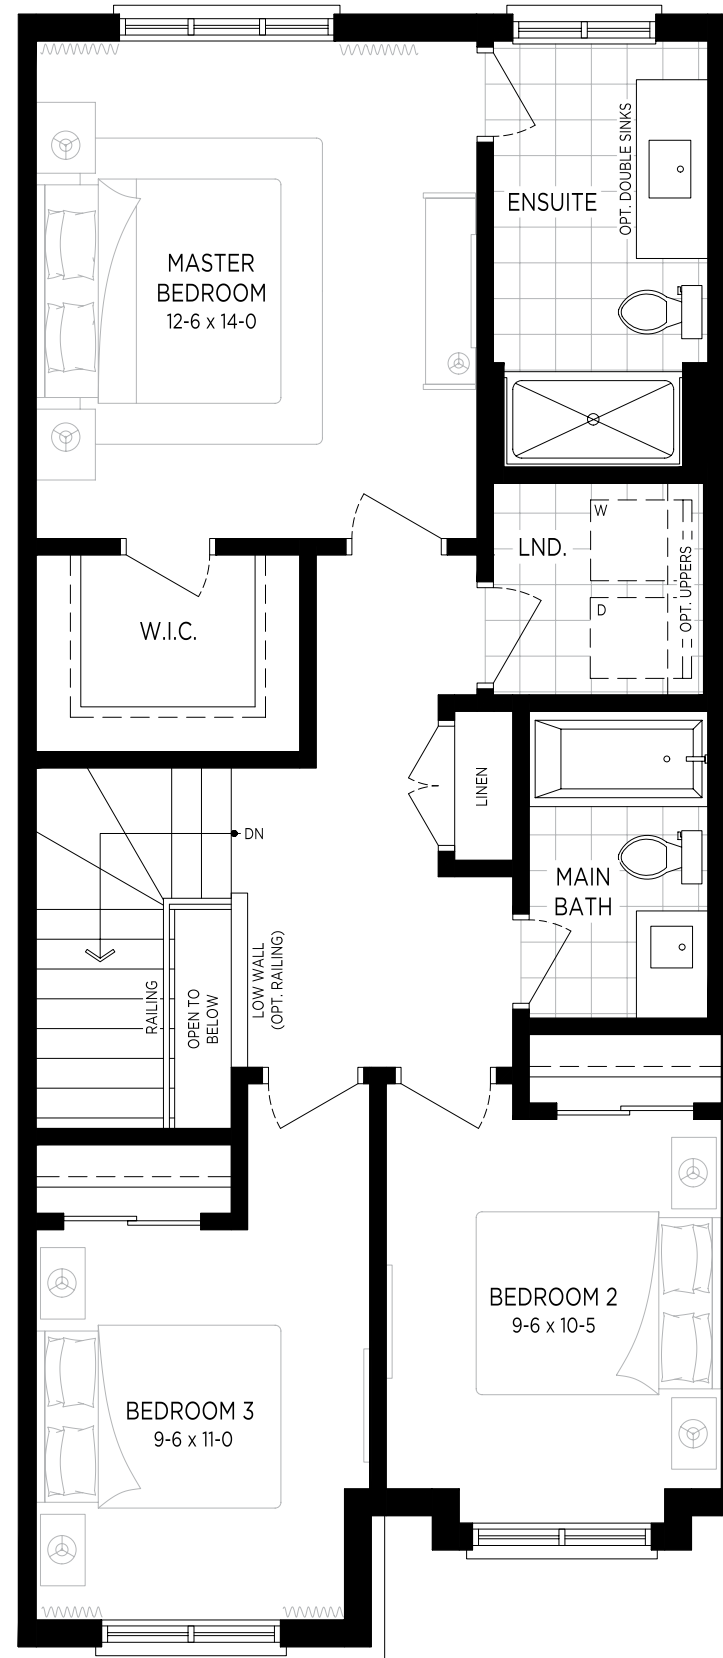 ENSUITE
OPT. DOUBLE SINKS
MASTER
BEDROOM
12-6 x 14-0
W
LND.
D
OPT. UPPERS
W.I.C.
LINEN
DN
MAIN
BATH
RAILING
OPEN TO
BELOW
LOW WALL
(OPT. RAILING)
BEDROOM 2
9-6 x 10-5
BEDROOM 3
9-6 x 11-0